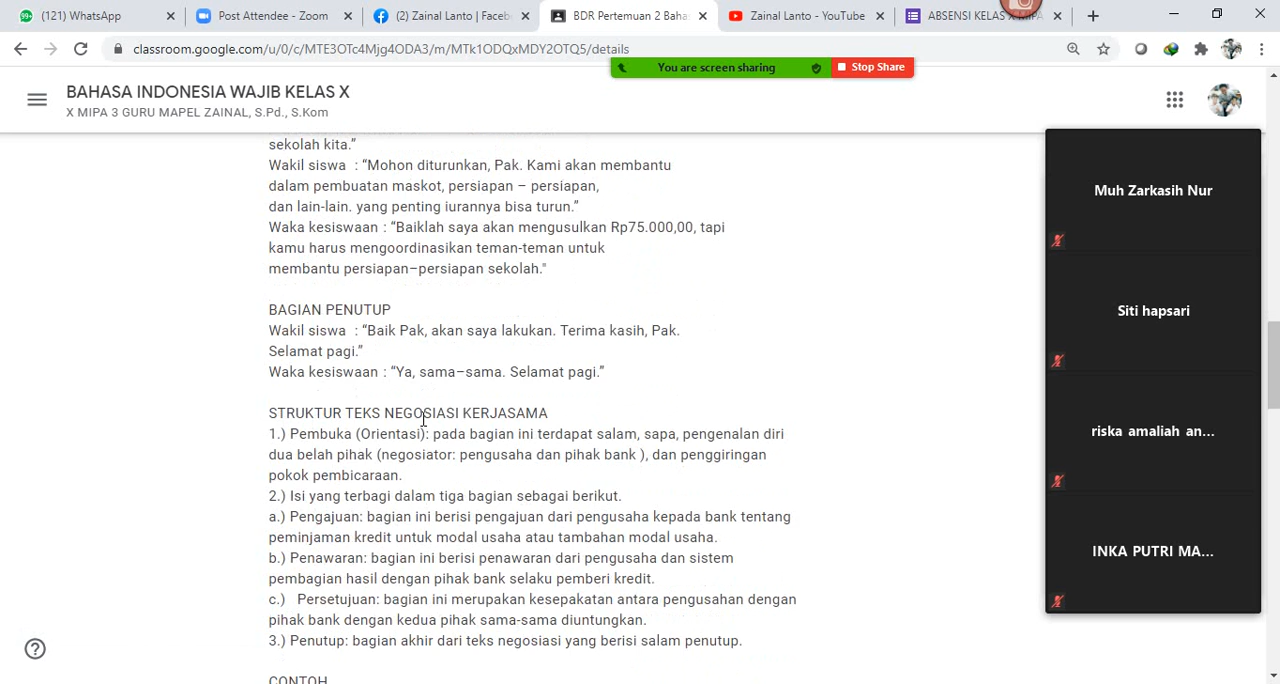 (121) WhatsApp
Post Attendee - Zoom
(2) Zainal Lanto | Faceb
BDR Pertemuan 2 Baha
Zainal Lanto - YouTube
ABSENSI KELAS X MIPA
classroom.google.com/u/0/c/MTE3OTc4Mjg4ODA3/m/MTk1ODQxMDY2OTQ5/details
You are screen sharing
Stop Share
BAHASA INDONESIA WAJIB KELAS X
X MIPA 3 GURU MAPEL ZAINAL, S.Pd., S.Kom
sekolah kita.”
Wakil siswa : “Mohon diturunkan, Pak. Kami akan membantu
dalam pembuatan maskot, persiapan – persiapan,
dan lain-lain. yang penting iurannya bisa turun.”
Waka kesiswaan : “Baiklah saya akan mengusulkan Rp75.000,00, tapi
kamu harus mengoordinasikan teman-teman untuk
membantu persiapan–persiapan sekolah."
BAGIAN PENUTUP
Wakil siswa : “Baik Pak, akan saya lakukan. Terima kasih, Pak.
Selamat pagi.”
Waka kesiswaan : “Ya, sama–sama. Selamat pagi.”
STRUKTUR TEKS NEGOSIASI KERJASAMA
1.) Pembuka (Orientasi): pada bagian ini terdapat salam, sapa, pengenalan diri
dua belah pihak (negosiator: pengusaha dan pihak bank ), dan penggiringan
pokok pembicaraan.
2.) Isi yang terbagi dalam tiga bagian sebagai berikut.
a.) Pengajuan: bagian ini berisi pengajuan dari pengusaha kepada bank tentang
peminjaman kredit untuk modal usaha atau tambahan modal usaha.
b.) Penawaran: bagian ini berisi penawaran dari pengusaha dan sistem
pembagian hasil dengan pihak bank selaku pemberi kredit.
c.) Persetujuan: bagian ini merupakan kesepakatan antara pengusahan dengan
pihak bank dengan kedua pihak sama-sama diuntungkan.
3.) Penutup: bagian akhir dari teks negosiasi yang berisi salam penutup.
CONTOH
Muh Zarkasih Nur
Siti hapsari
riska amaliah an...
INKA PUTRI MA...